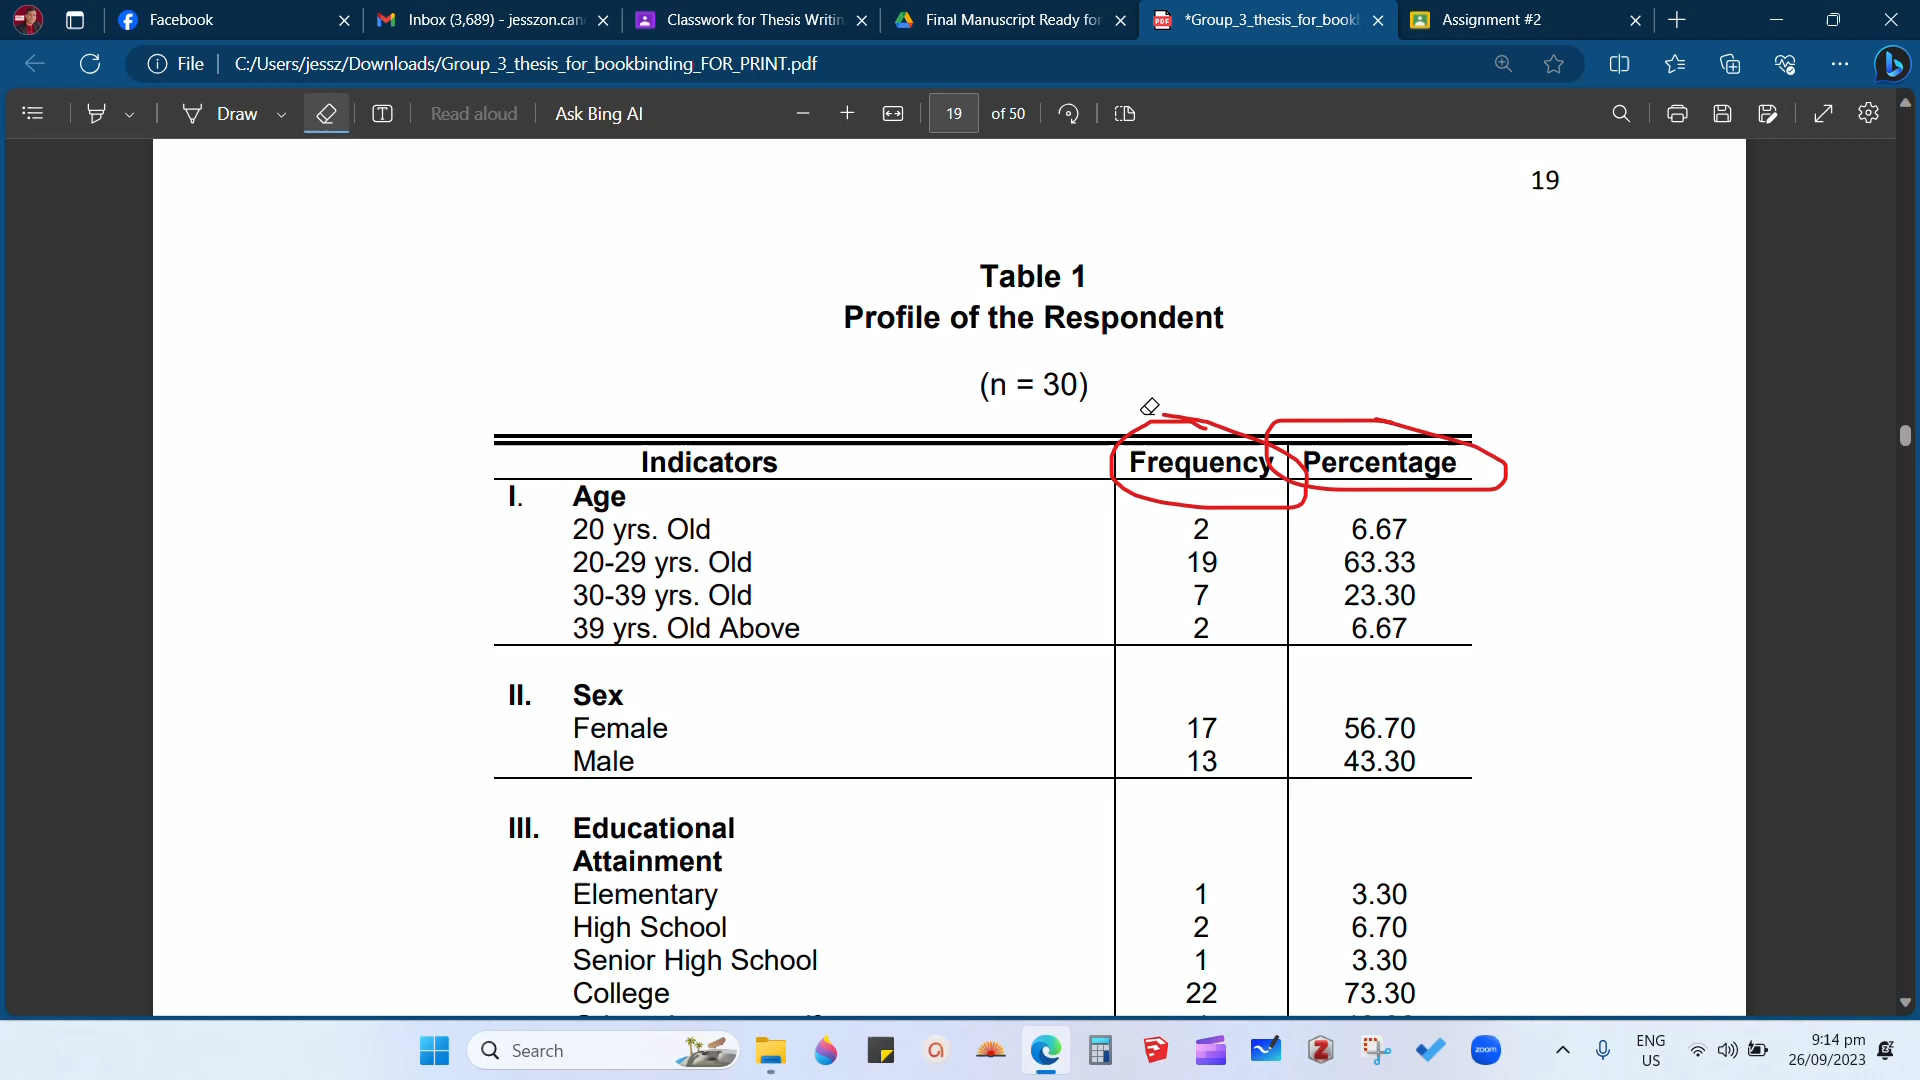 Facebook
Inbox (3,689) - jesszon.can
Classwork for Thesis Writin
Final Manuscript Ready for
*Group_3_thesis_for_book
Assignment #2
File
C:/Users/jessz/Downloads/Group_3_thesis_for_bookbinding_FOR_PRINT.pdf
Draw
Read aloud
Ask Bing AI
19
of 50
19
Table 1
Profile of the Respondent
(n = 30)
Indicators Frequency Percentage
I. Age
20 yrs. Old 2 6.67
20-29 yrs. Old 19 63.33
30-39 yrs. Old 7 23.30
39 yrs. Old Above 2 6.67
II. Sex
Female 17 56.70
Male 13 43.30
III. Educational
Attainment
Elementary 1 3.30
High School 2 6.70
Senior High School 1 3.30
College 22 73.30
Search
zoom
ENG
US
9:14 pm
26/09/2023